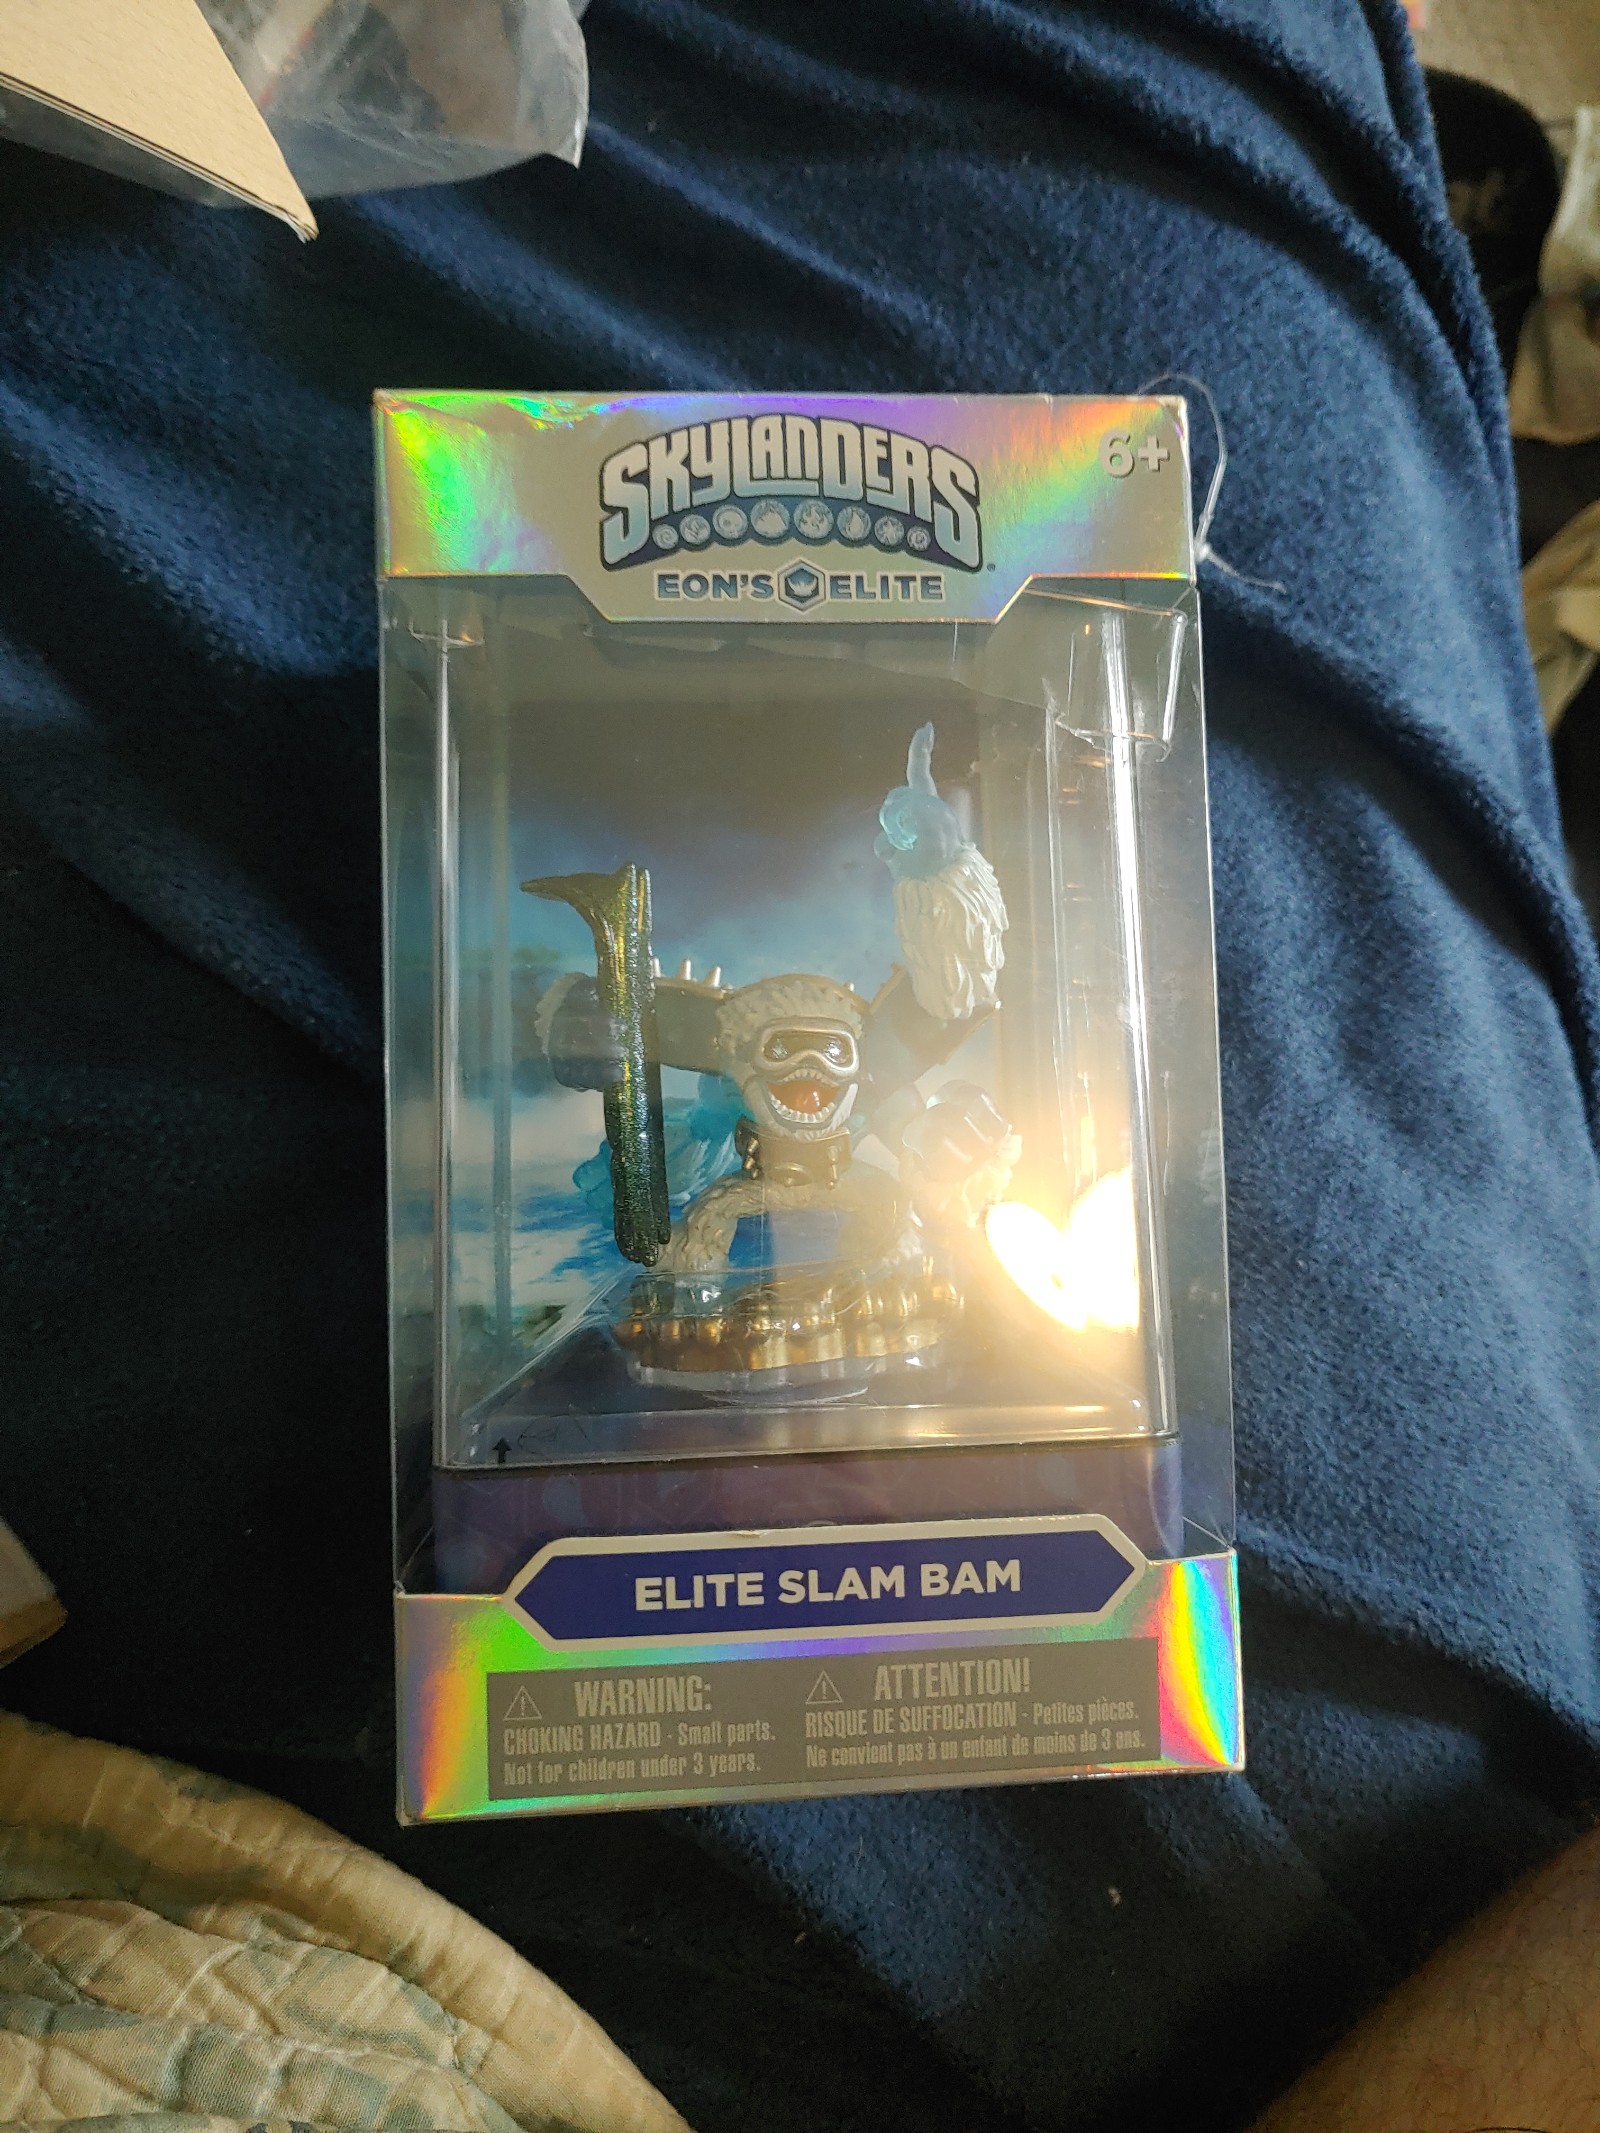 6+
SKYLANDERS
EON'S ELITE
ELITE SLAM BAM
WARNING:
CHOKING HAZARD - Small parts.
Not for children under 3 years.
ATTENTION!
RISQUE DE SUFFOCATION - Petites pièces.
Ne convient pas à un enfant de moins de 3 ans.